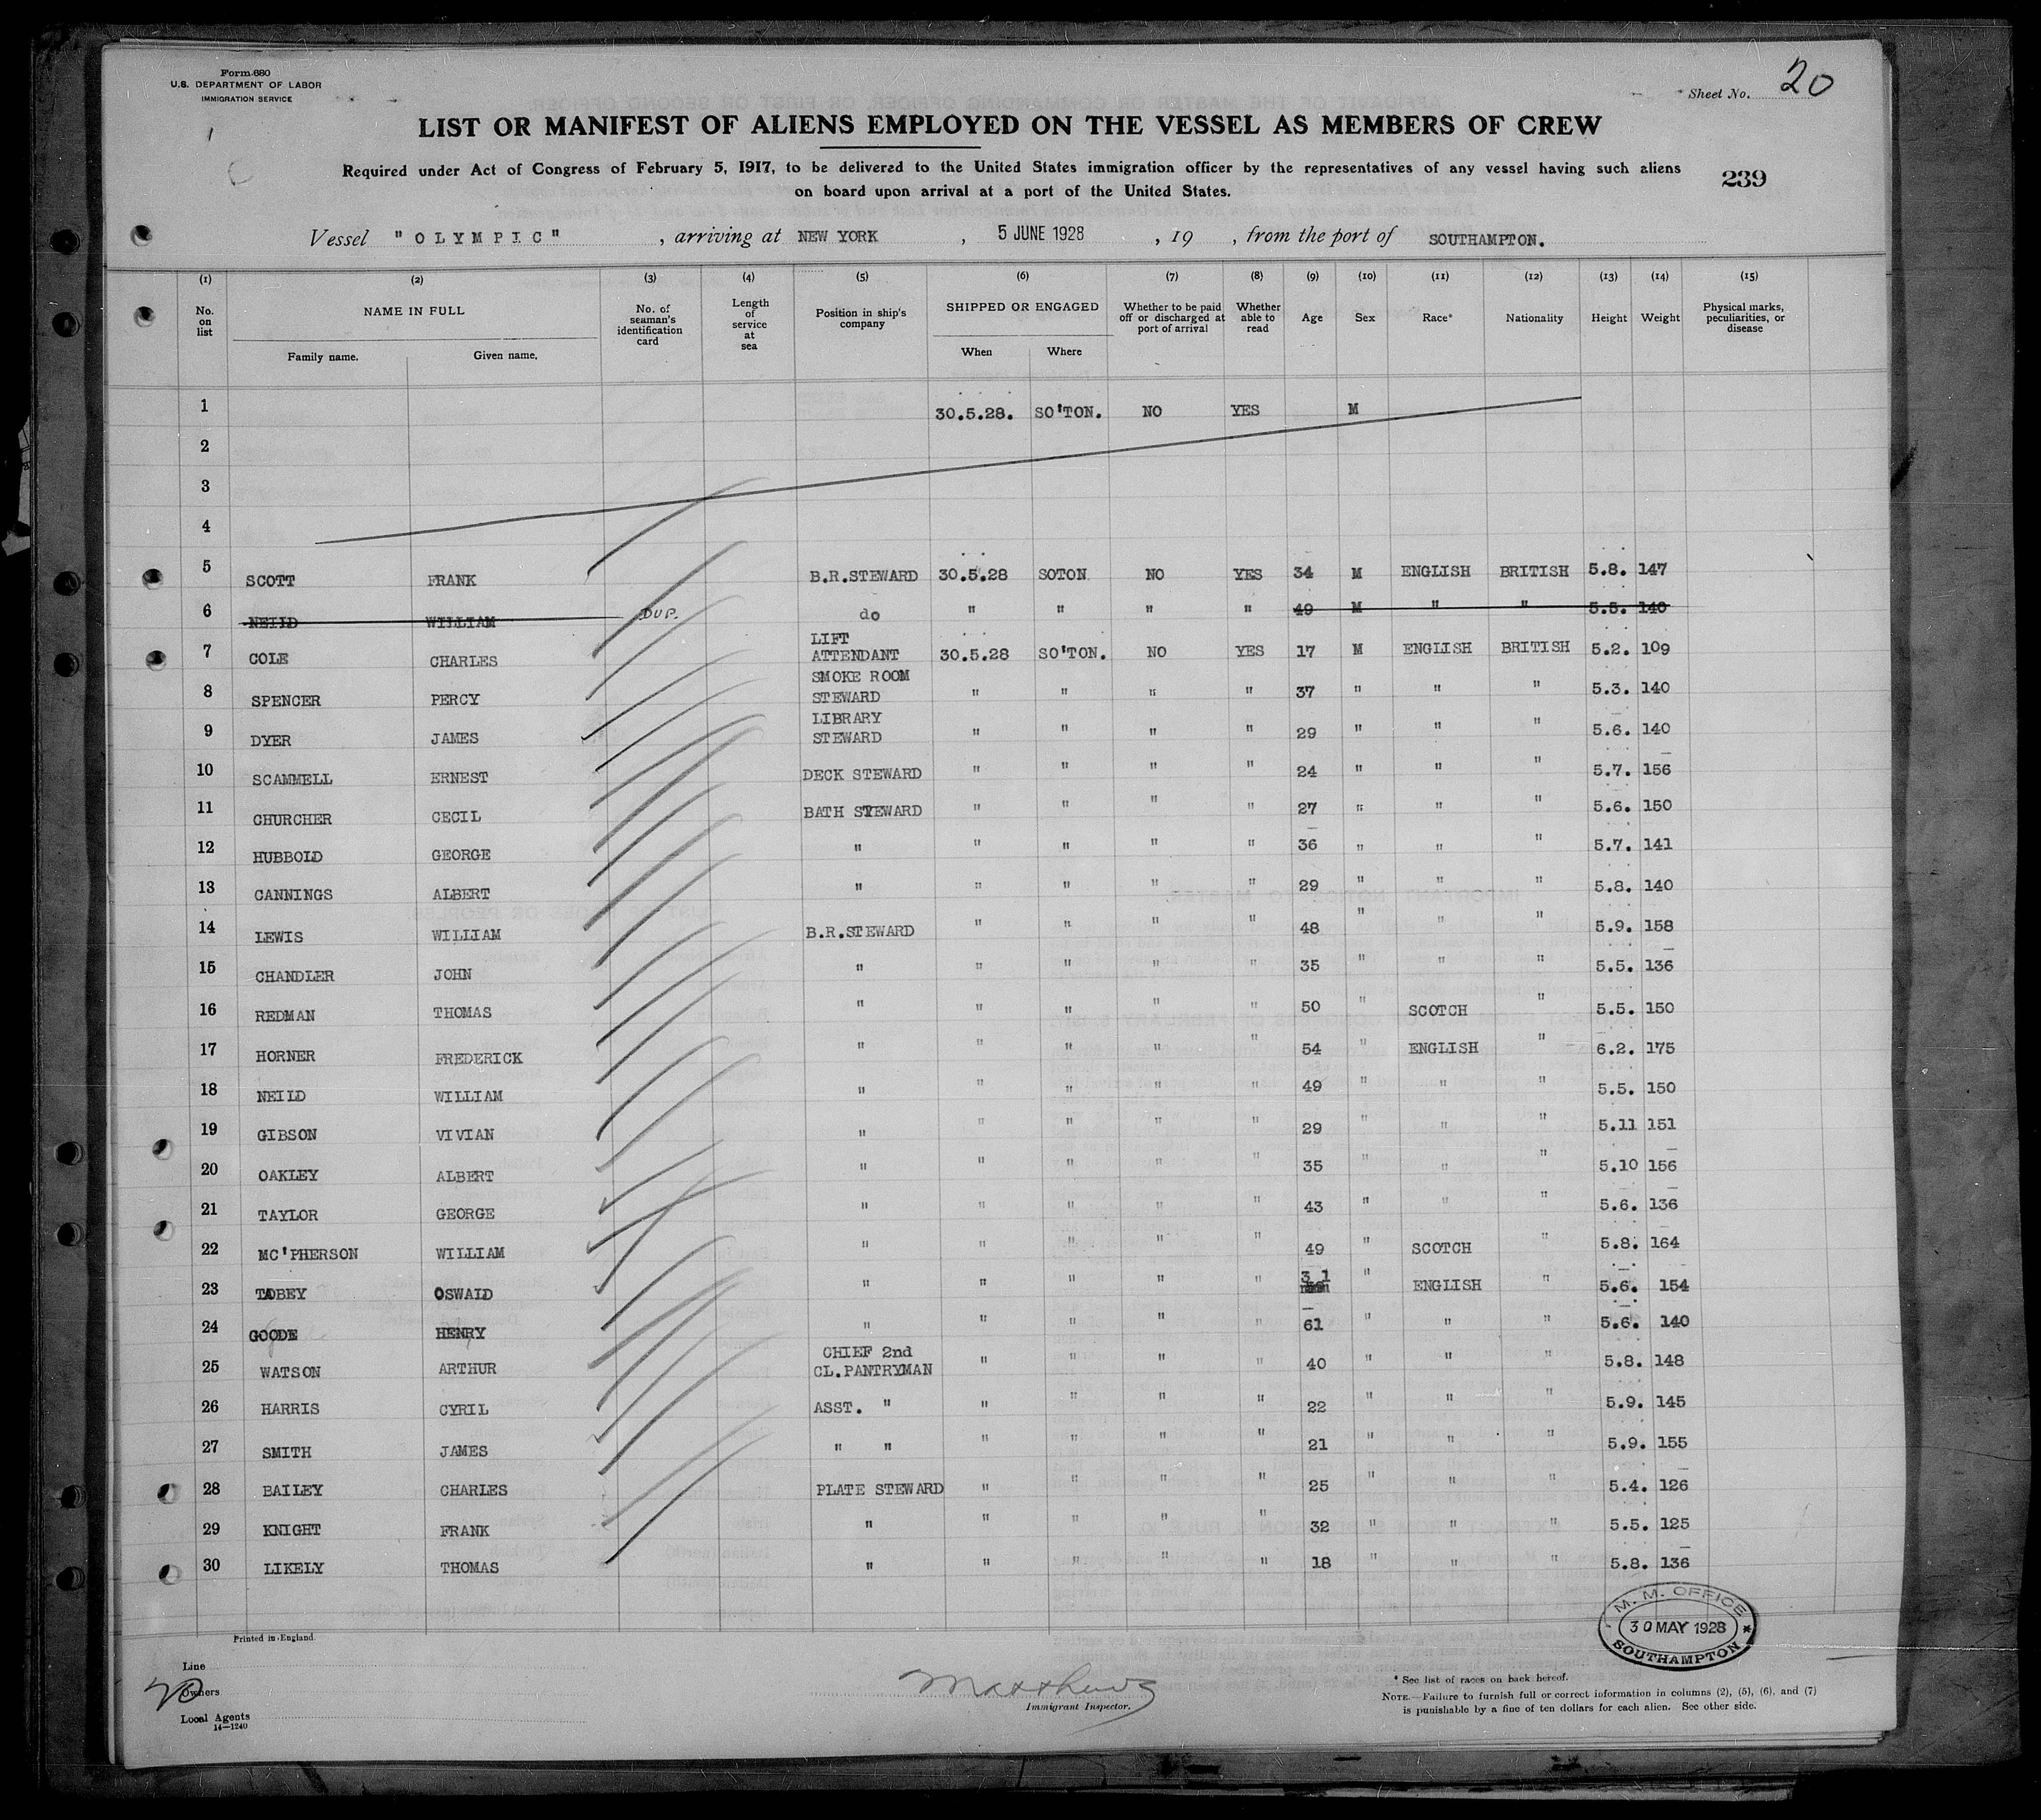 Form 680
U.S. DEPARTMENT OF LABOR
IMMIGRATION SERVICE
Sheet No. 20
LIST OR MANIFEST OF ALIENS EMPLOYED ON THE VESSEL AS MEMBERS OF CREW
Required under Act of Congress of February 5, 1917, to be delivered to the United States immigration officer by the representatives of any vessel having such aliens
on board upon arrival at a port of the United States.
239
Vessel "OLYMPIC", arriving at NEW YORK, 5 JUNE 1928, 19 , from the port of SOUTHAMPTON.
(1) (2) (3) (4) (5) (6) (7) (8) (9) (10) (11) (12) (13) (14) (15)
No. on list NAME IN FULL No. of seaman's identification card Length of service at sea Position in ship's company SHIPPED OR ENGAGED Whether to be paid off or discharged at port of arrival Whether able to read Age Sex Race* Nationality Height Weight Physical marks, peculiarities, or disease
Family name. Given name. When Where
1 30.5.28. SO'TON. NO YES M
2
3
4
5 SCOTT FRANK B.R.STEWARD 30.5.28 SOTON NO YES 34 M ENGLISH BRITISH 5.8. 147
6 NEILD WILLIAM DUP. do " " " " 49 M " " 5.5. 140
7 COLE CHARLES LIFT ATTENDANT 30.5.28 SO'TON. NO YES 17 M ENGLISH BRITISH 5.2. 109
8 SPENCER PERCY SMOKE ROOM STEWARD " " " " 37 " " " 5.3. 140
9 DYER JAMES LIBRARY STEWARD " " " " 29 " " " 5.6. 140
10 SCAMMELL ERNEST DECK STEWARD " " " " 24 " " " 5.7. 156
11 CHURCHER CECIL BATH STEWARD " " " " 27 " " " 5.6. 150
12 HUBBOLD GEORGE " " " " " 36 " " " 5.7. 141
13 CANNINGS ALBERT " " " " " 29 " " " 5.8. 140
14 LEWIS WILLIAM B.R.STEWARD " " " " 48 " " " 5.9. 158
15 CHANDLER JOHN " " " " " 35 " " " 5.5. 136
16 REDMAN THOMAS " " " " " 50 " SCOTCH " 5.5. 150
17 HORNER FREDERICK " " " " " 54 " ENGLISH " 6.2. 175
18 NEILD WILLIAM " " " " " 49 " " " 5.5. 150
19 GIBSON VIVIAN " " " " " 29 " " " 5.11 151
20 OAKLEY ALBERT " " " " " 35 " " " 5.10 156
21 TAYLOR GEORGE " " " " " 43 " " " 5.6. 136
22 MC'PHERSON WILLIAM " " " " " 49 " SCOTCH " 5.8. 164
23 TABEY OSWALD " " " " " 31 " ENGLISH " 5.6. 154
24 GOODE HENRY " " " " " 61 " " " 5.6. 140
25 WATSON ARTHUR CHIEF 2nd CL.PANTRYMAN " " " " 40 " " " 5.8. 148
26 HARRIS CYRIL ASST. " " " " " 22 " " " 5.9. 145
27 SMITH JAMES " " " " " " 21 " " " 5.9. 155
28 BAILEY CHARLES PLATE STEWARD " " " " 25 " " " 5.4. 126
29 KNIGHT FRANK " " " " " 32 " " " 5.5. 125
30 LIKELY THOMAS " " " " " 18 " " " 5.8. 136
M. M. OFFICE
30 MAY 1928
SOUTHAMPTON
Printed in England.
Line
Owners
Local Agents
14—1240
Matthews
Immigrant Inspector.
* See list of races on back hereof.
NOTE.—Failure to furnish full or correct information in columns (2), (5), (6), and (7)
is punishable by a fine of ten dollars for each alien. See other side.